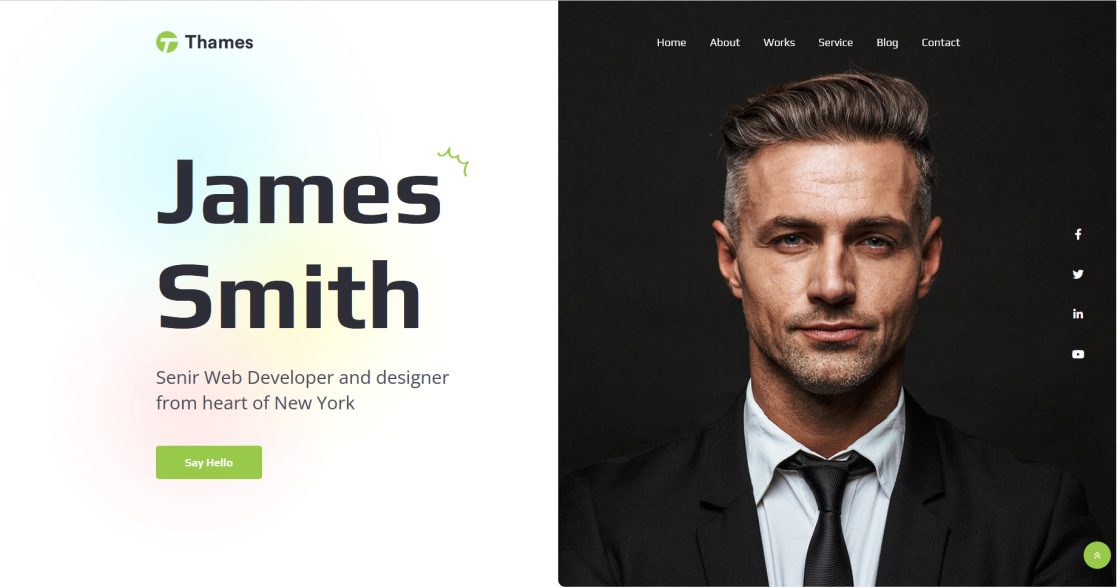 Thames
Home About Works Service Blog Contact
James
Smith
Senir Web Developer and designer
from heart of New York
Say Hello